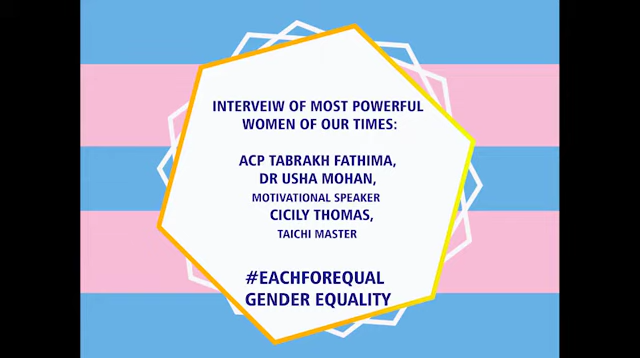 INTERVEIW OF MOST POWERFUL
WOMEN OF OUR TIMES:
ACP TABRAKH FATHIMA,
DR USHA MOHAN,
MOTIVATIONAL SPEAKER
CICILY THOMAS,
TAICHI MASTER
#EACHFOREQUAL
GENDER EQUALITY